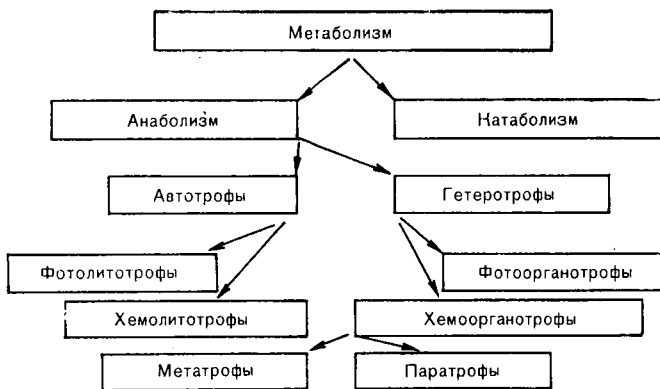 Метаболизм
Анаболизм
Катаболизм
Автотрофы
Гетеротрофы
Фотолитотрофы
Фотоорганотрофы
Хемолитотрофы
Хемоорганотрофы
Метатрофы
Паратрофы